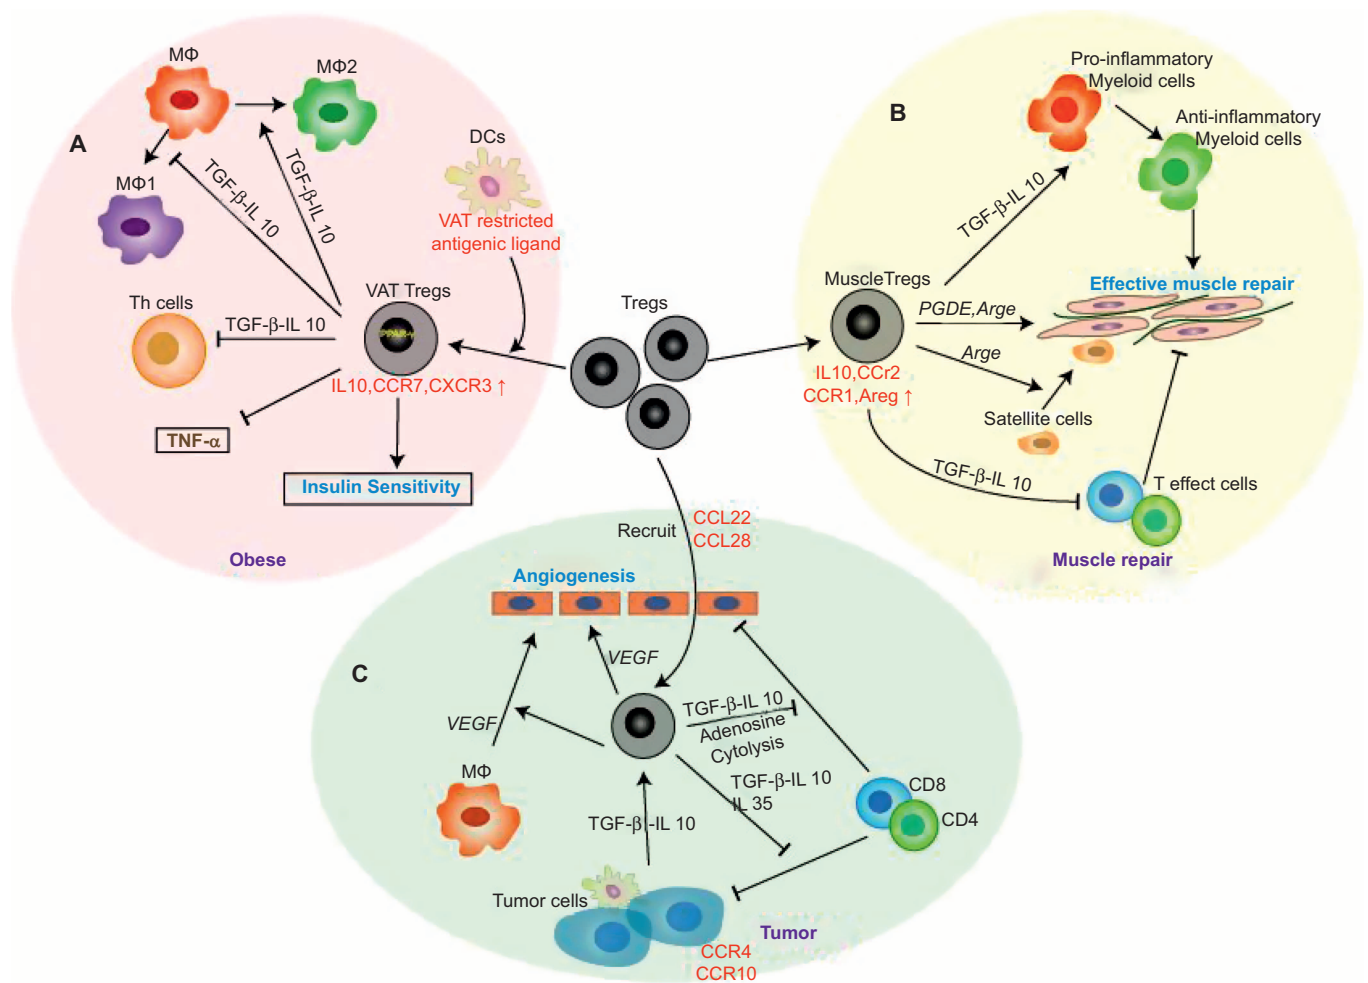 A
MΦ
MΦ2
MΦ1
TGF-β-IL 10
TGF-β-IL 10
DCs
VAT restricted
antigenic ligand
Th cells
TGF-β-IL 10
VAT Tregs
PPAR-γ
IL10,CCR7,CXCR3 ↑
TNF-α
Insulin Sensitivity
Obese
Tregs
B
Pro-inflammatory
Myeloid cells
Anti-inflammatory
Myeloid cells
TGF-β-IL 10
MuscleTregs
PGDE,Arge
Arge
IL10,CCr2
CCR1,Areg ↑
Effective muscle repair
Satellite cells
TGF-β-IL 10
T effect cells
Muscle repair
Recruit
CCL22
CCL28
Angiogenesis
C
VEGF
VEGF
MΦ
TGF-β-IL 10
Adenosine
Cytolysis
TGF-β-IL 10
IL 35
CD8
CD4
TGF-β-IL 10
Tumor cells
Tumor
CCR4
CCR10